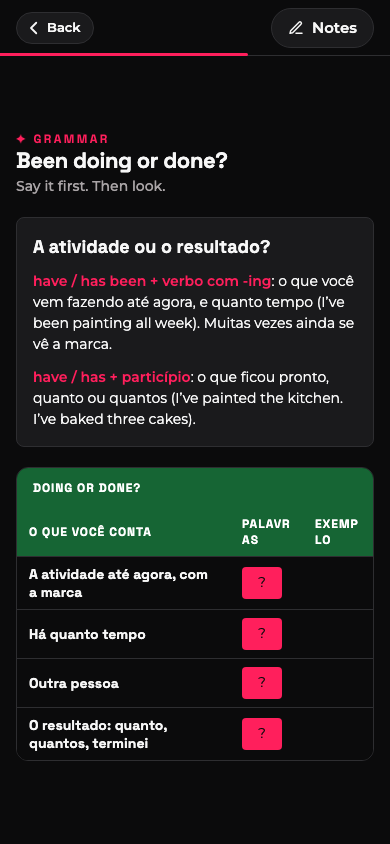 Back
Notes
✦ GRAMMAR
Been doing or done?
Say it first. Then look.
A atividade ou o resultado?
have / has been + verbo com -ing: o que você
vem fazendo até agora, e quanto tempo (I've
been painting all week). Muitas vezes ainda se
vê a marca.
have / has + particípio: o que ficou pronto,
quanto ou quantos (I've painted the kitchen.
I've baked three cakes).
DOING OR DONE?
O QUE VOCÊ CONTA
PALAVR
AS
EXEMP
LO
A atividade até agora, com
a marca
?
Há quanto tempo
?
Outra pessoa
?
O resultado: quanto,
quantos, terminei
?